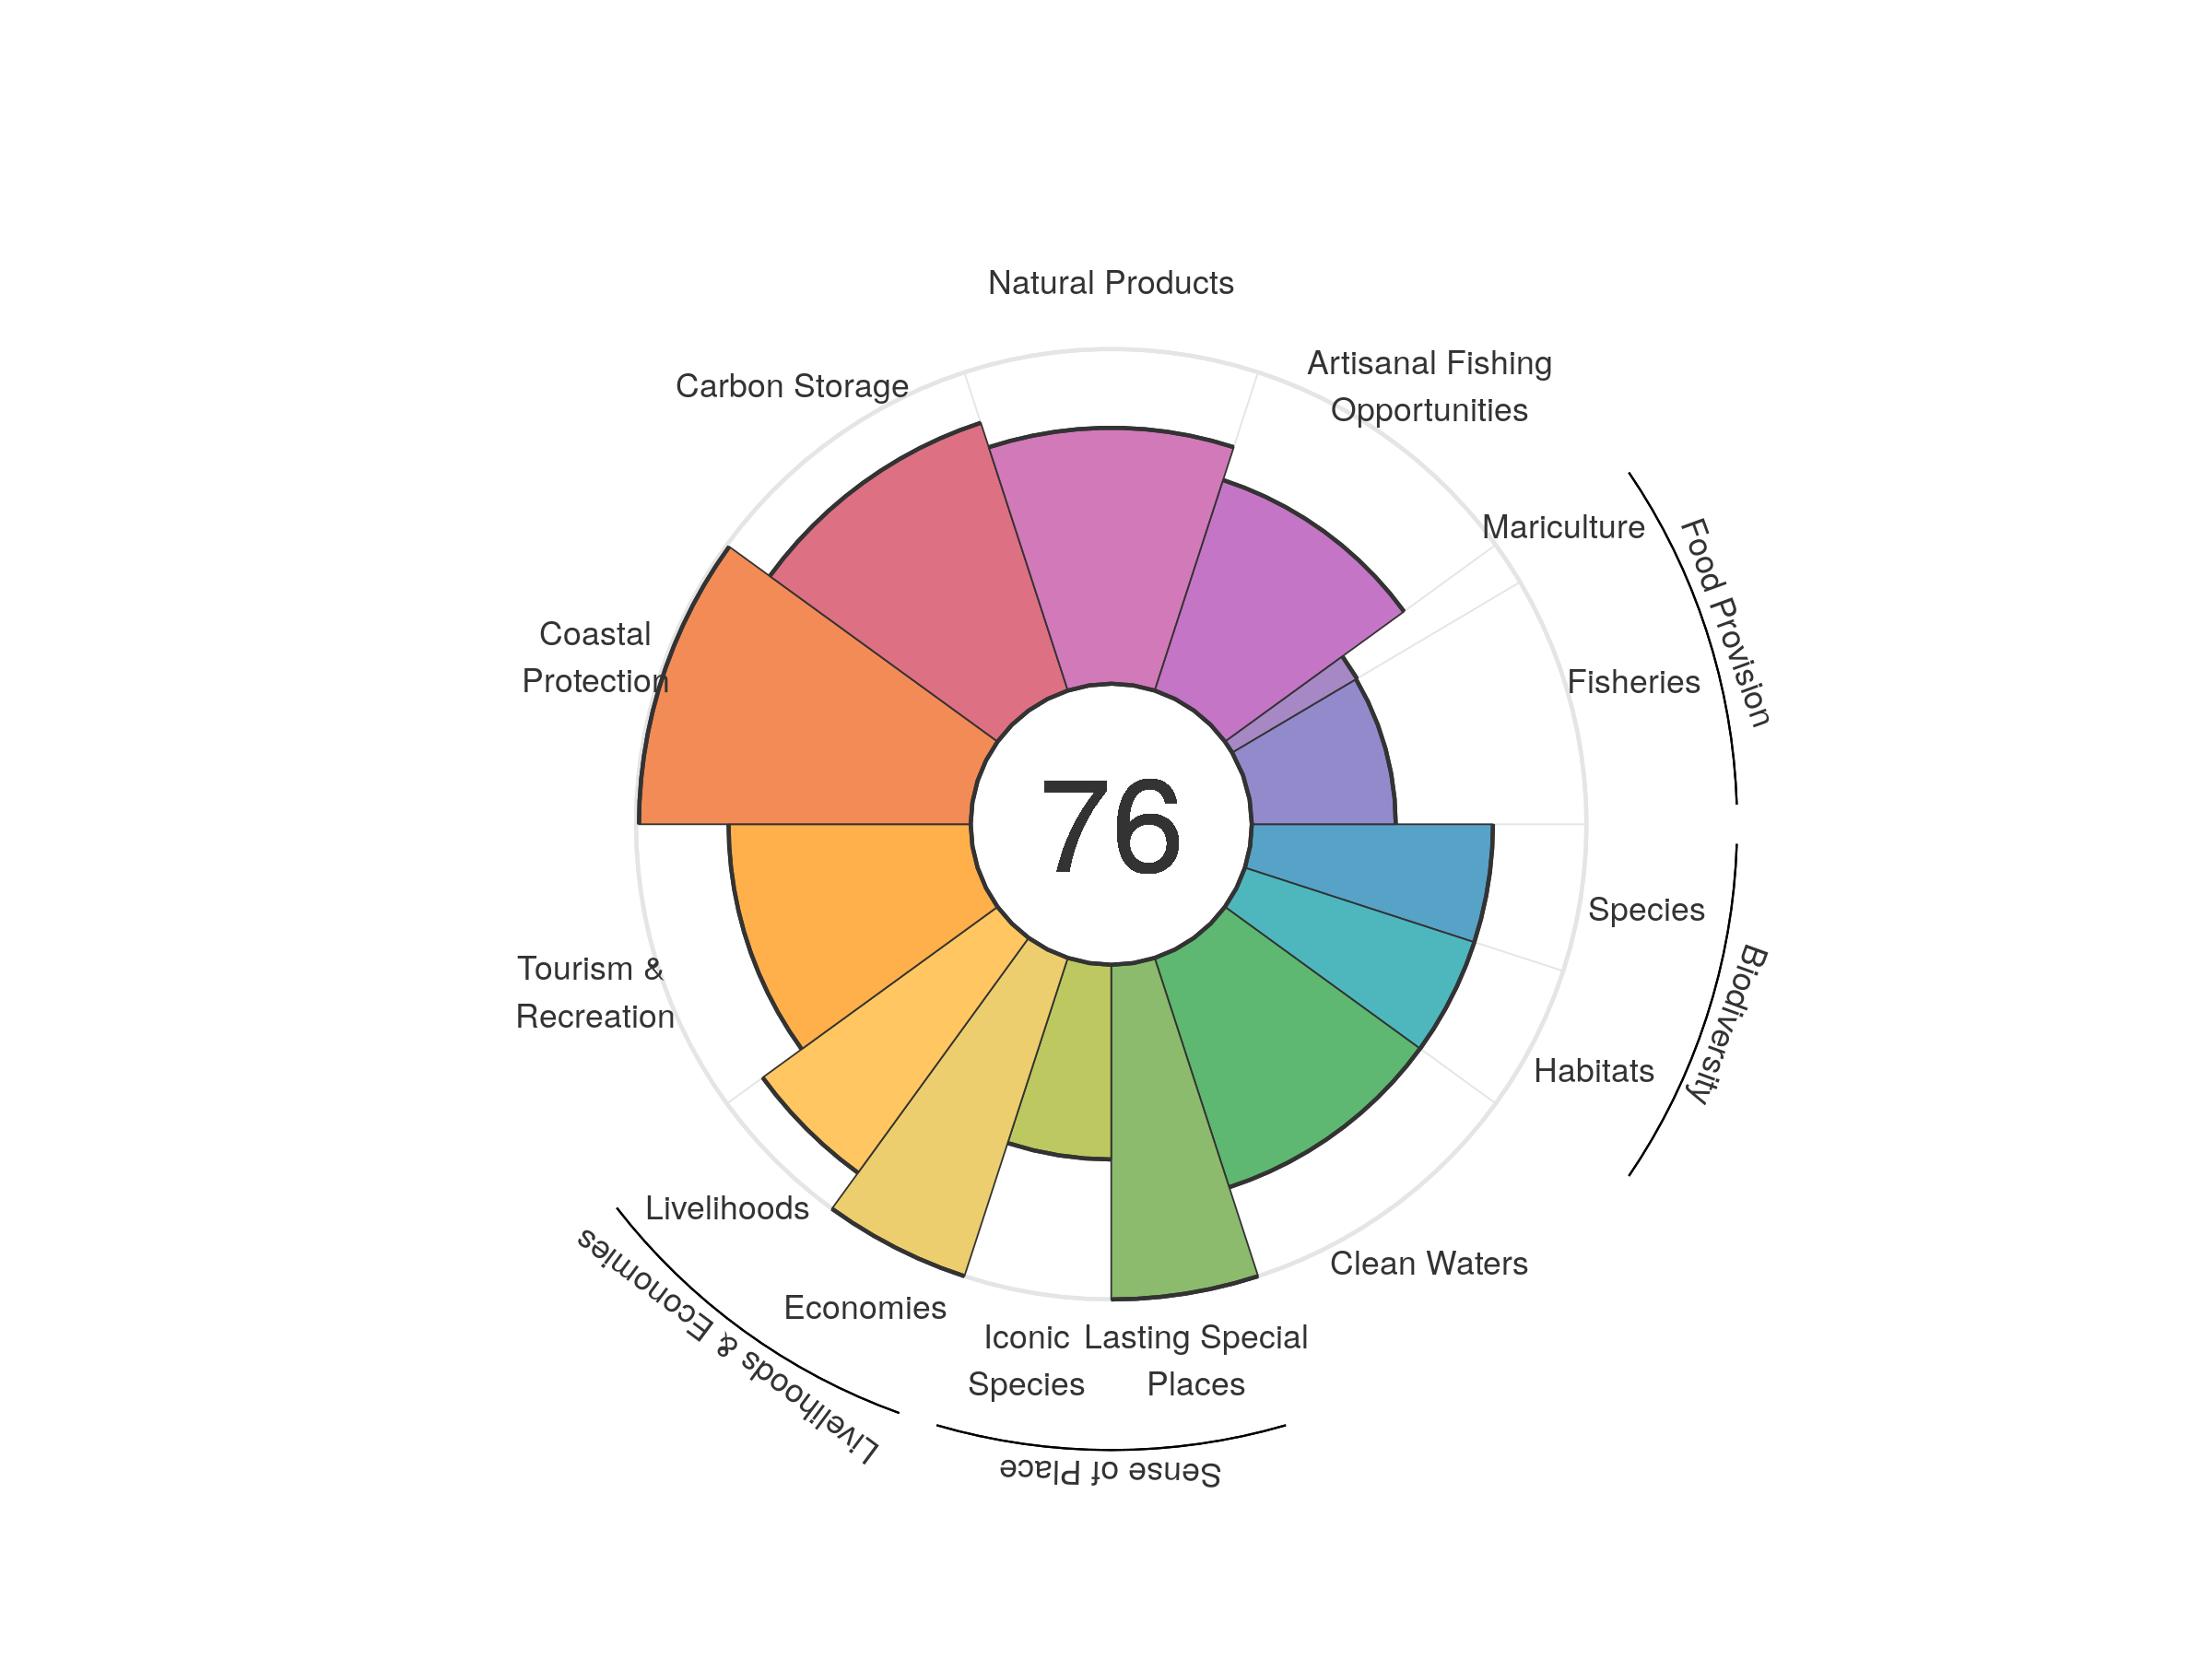 Natural Products
Artisanal Fishing
Opportunities
Carbon Storage
Mariculture
Food Provision
Coastal
Protection
Fisheries
76
Species
Biodiversity
Tourism &
Recreation
Habitats
Livelihoods
Clean Waters
Livelihoods & Economies
Economies
Iconic
Species
Lasting Special
Places
Sense of Place